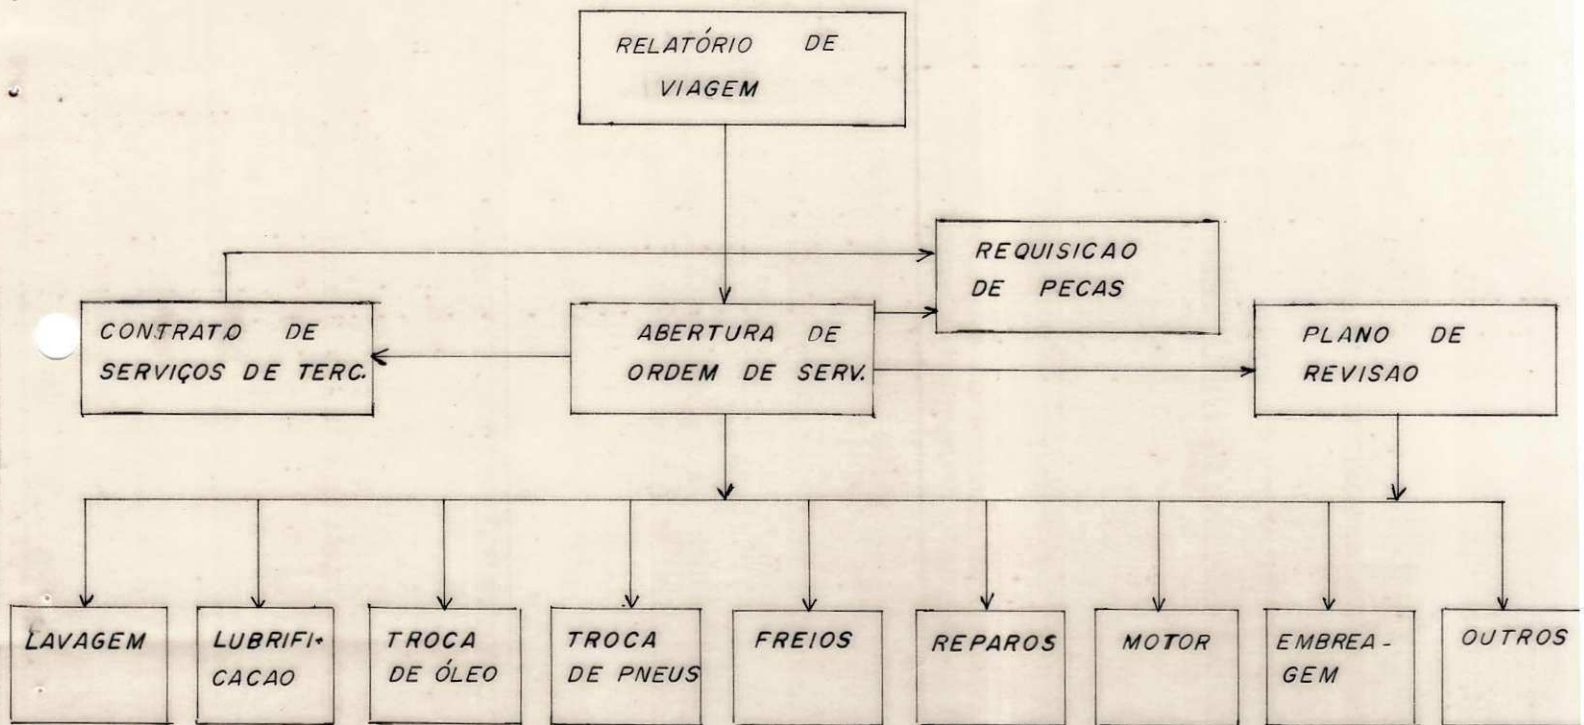 RELATÓRIO DE
VIAGEM
REQUISICAO
DE PECAS
CONTRATO DE
SERVIÇOS DE TERC.
ABERTURA DE
ORDEM DE SERV.
PLANO DE
REVISAO
LAVAGEM
LUBRIFI-
CACAO
TROCA
DE ÓLEO
TROCA
DE PNEUS
FREIOS
REPAROS
MOTOR
EMBREA-
GEM
OUTROS